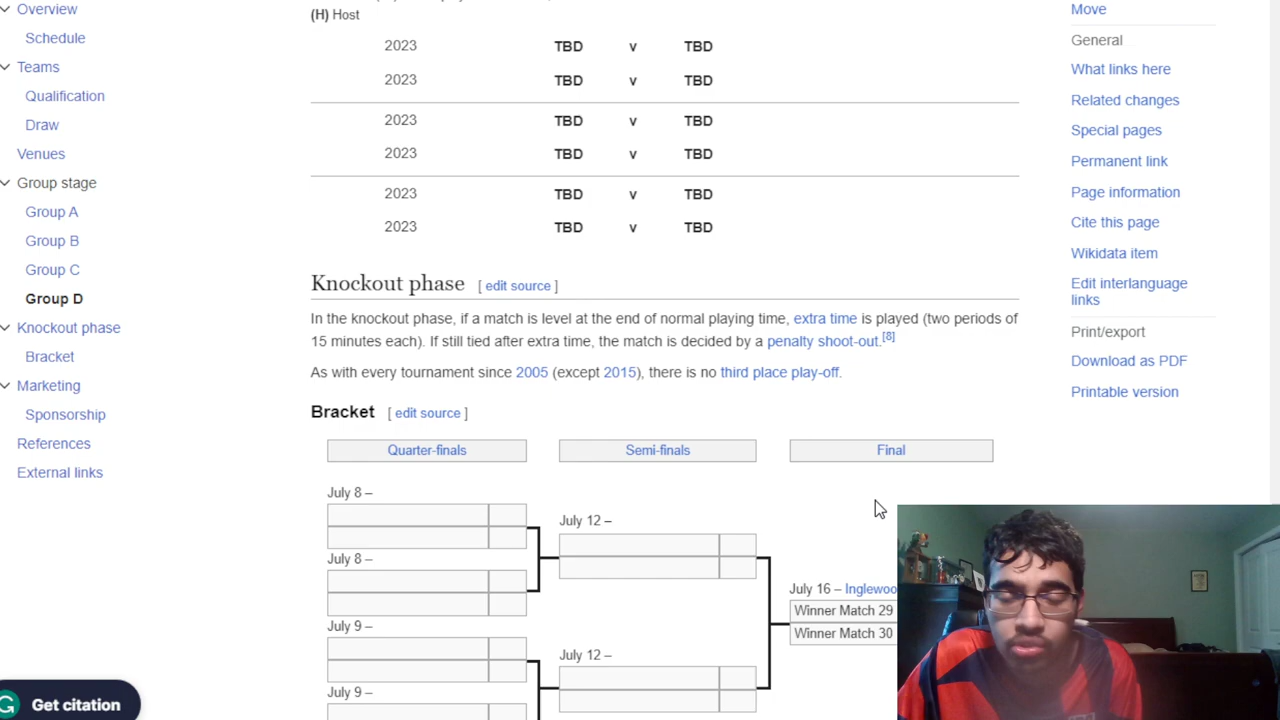 Overview
Schedule
Teams
Qualification
Draw
Venues
Group stage
Group A
Group B
Group C
Group D
Knockout phase
Bracket
Marketing
Sponsorship
References
External links
Get citation
(H) Host
2023 TBD v TBD
2023 TBD v TBD
2023 TBD v TBD
2023 TBD v TBD
2023 TBD v TBD
2023 TBD v TBD
Knockout phase [ edit source ]
In the knockout phase, if a match is level at the end of normal playing time, extra time is played (two periods of
15 minutes each). If still tied after extra time, the match is decided by a penalty shoot-out.[8]
As with every tournament since 2005 (except 2015), there is no third place play-off.
Bracket [ edit source ]
Quarter-finals Semi-finals Final
July 8 –
July 8 –
July 9 –
July 9 –
July 12 –
July 12 –
July 16 – Inglewoo
Winner Match 29
Winner Match 30
Move
General
What links here
Related changes
Special pages
Permanent link
Page information
Cite this page
Wikidata item
Edit interlanguage
links
Print/export
Download as PDF
Printable version